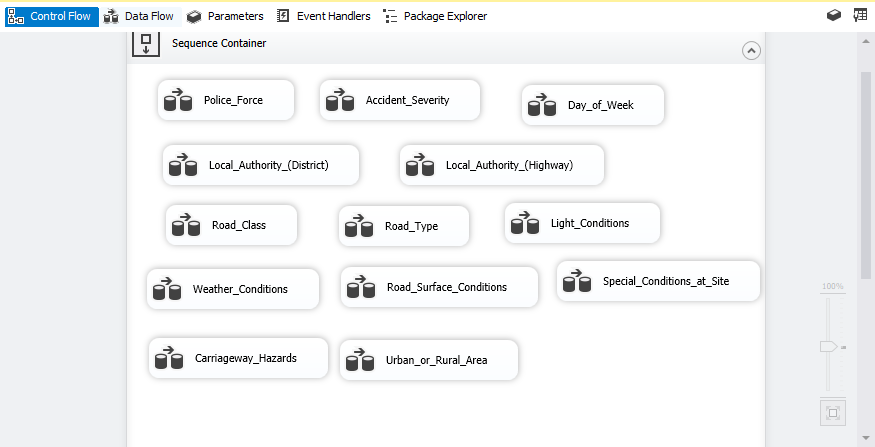 Control Flow Data Flow Parameters Event Handlers Package Explorer
Sequence Container
Police_Force Accident_Severity Day_of_Week
Local_Authority_(District) Local_Authority_(Highway)
Road_Class Road_Type Light_Conditions
Weather_Conditions Road_Surface_Conditions Special_Conditions_at_Site
100%
Carriageway_Hazards Urban_or_Rural_Area